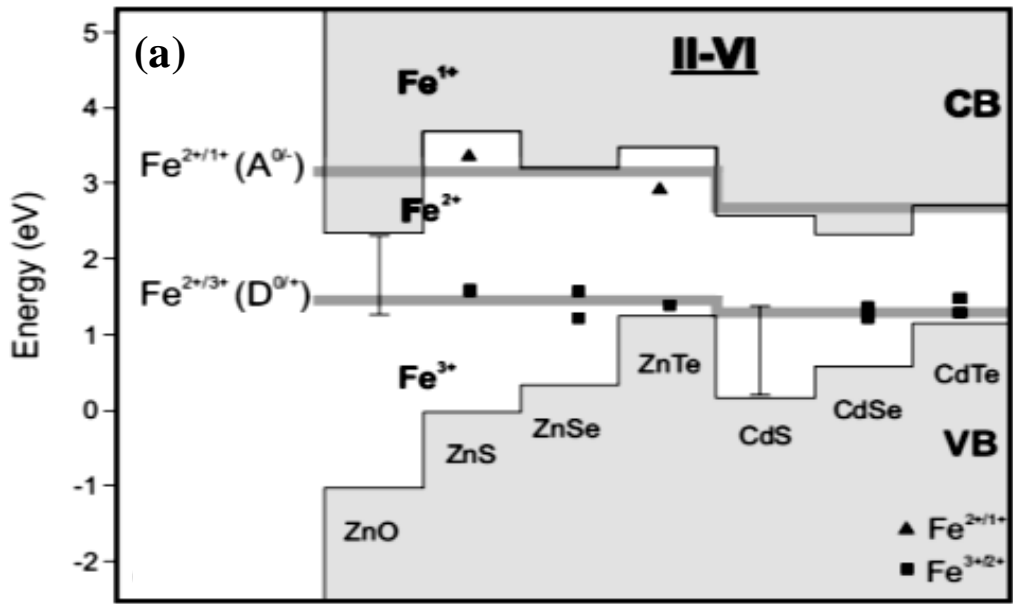 (a)
II-VI
Energy (eV)
5
4
3
2
1
0
-1
-2
Fe¹⁺
CB
Fe²⁺/¹⁺ (A⁰/⁻)
Fe²⁺
Fe²⁺/³⁺ (D⁰/⁺)
Fe³⁺
ZnTe
CdTe
CdSe
ZnSe
CdS
ZnS
VB
ZnO
▲ Fe²⁺/¹⁺
■ Fe³⁺/²⁺